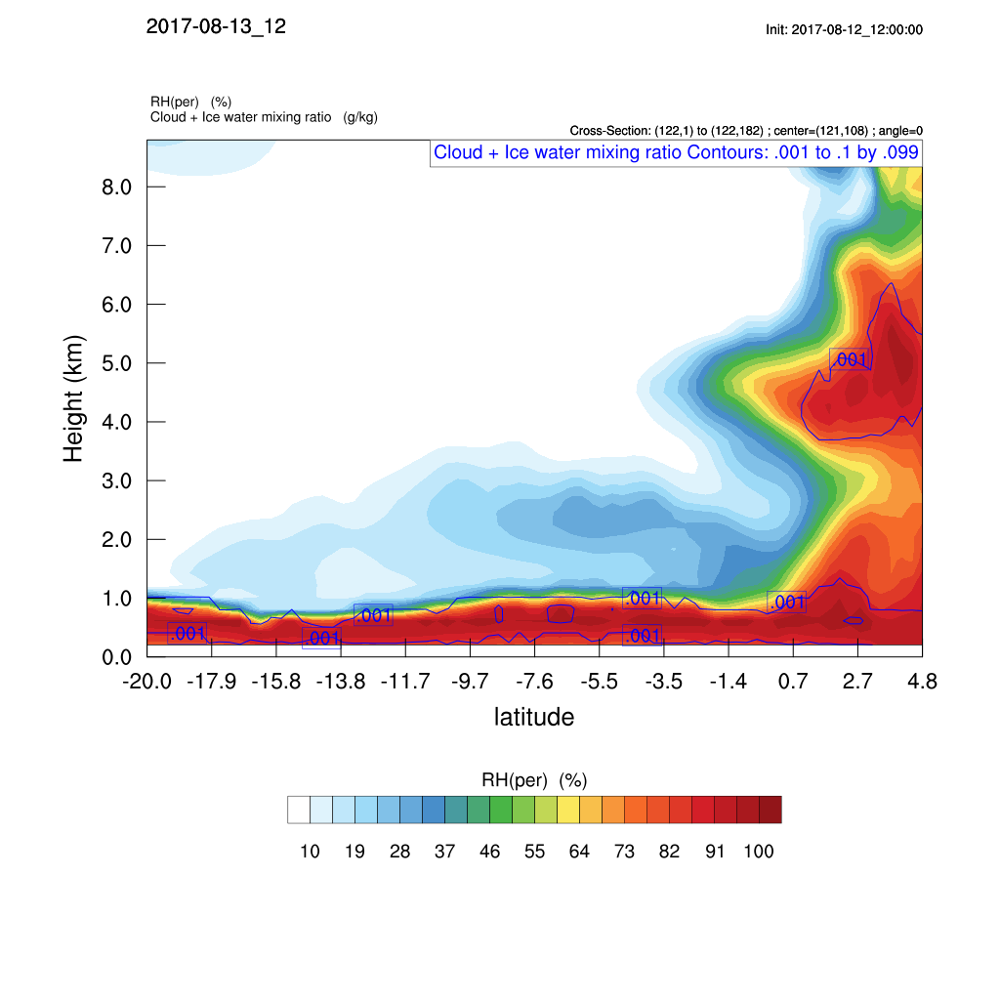 2017-08-13_12
Init: 2017-08-12_12:00:00
RH(per) (%)
Cloud + Ice water mixing ratio (g/kg)
Cross-Section: (122,1) to (122,182) ; center=(121,108) ; angle=0
Cloud + Ice water mixing ratio Contours: .001 to .1 by .099
8.0
7.0
6.0
5.0
4.0
3.0
2.0
1.0
0.0
Height (km)
.001
.001
.001
.001
.001
.001
.001
-20.0 -17.9 -15.8 -13.8 -11.7 -9.7 -7.6 -5.5 -3.5 -1.4 0.7 2.7 4.8
latitude
RH(per) (%)
10 19 28 37 46 55 64 73 82 91 100